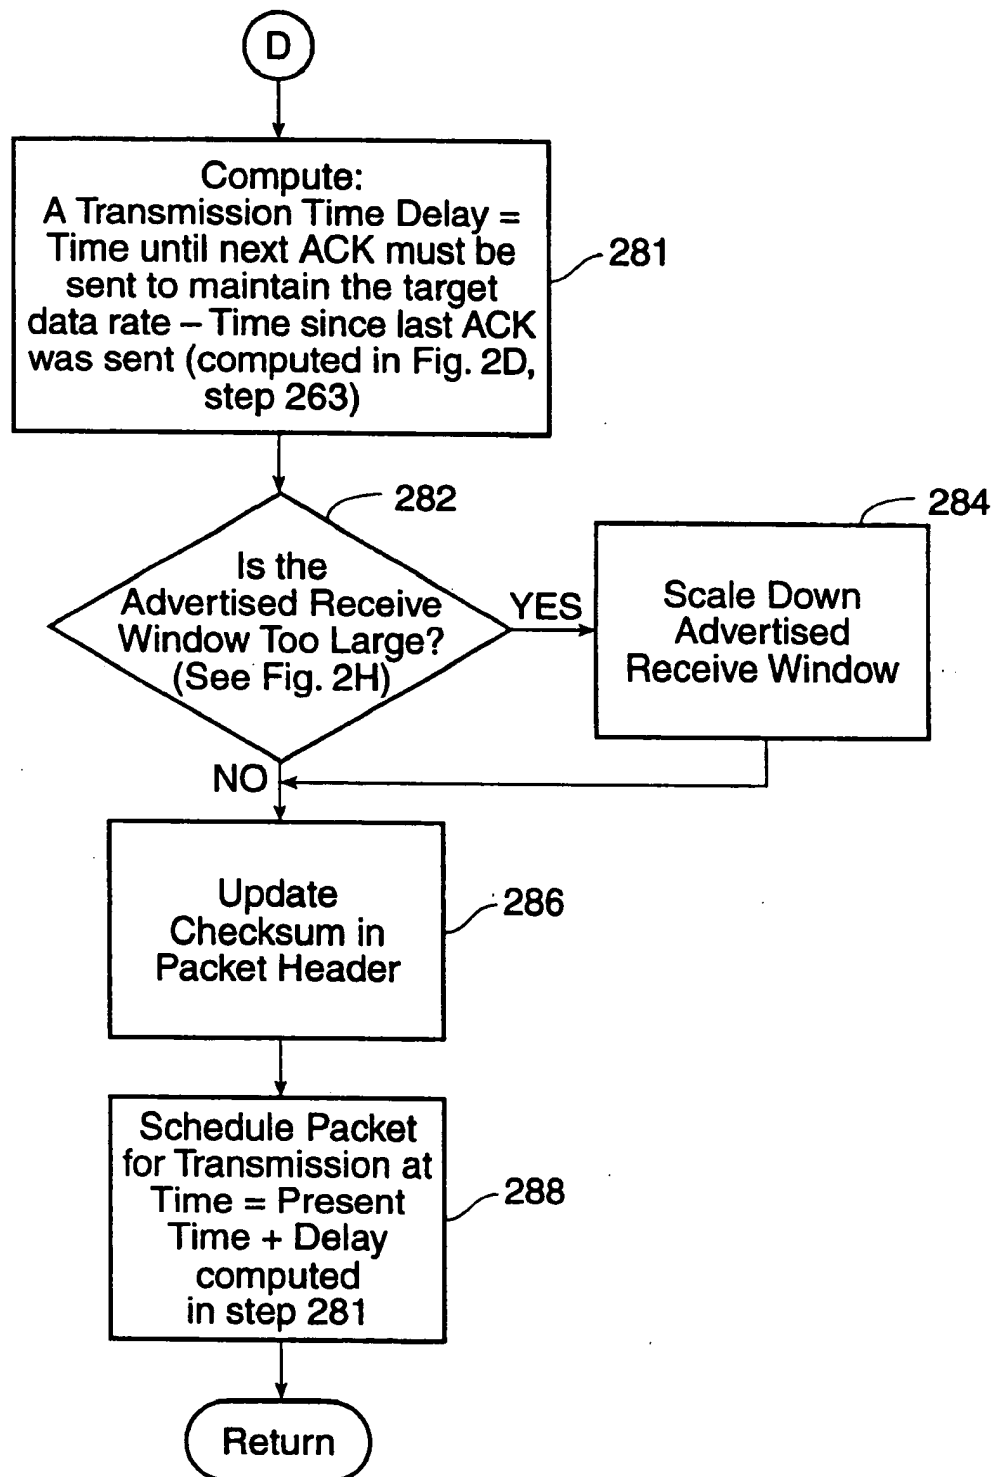 D
Compute:
A Transmission Time Delay =
Time until next ACK must be
sent to maintain the target
data rate – Time since last ACK
was sent (computed in Fig. 2D,
step 263)
281
282
Is the
Advertised Receive
Window Too Large?
(See Fig. 2H)
YES
284
Scale Down
Advertised
Receive Window
NO
Update
Checksum in
Packet Header
286
Schedule Packet
for Transmission at
Time = Present
Time + Delay
computed
in step 281
288
Return